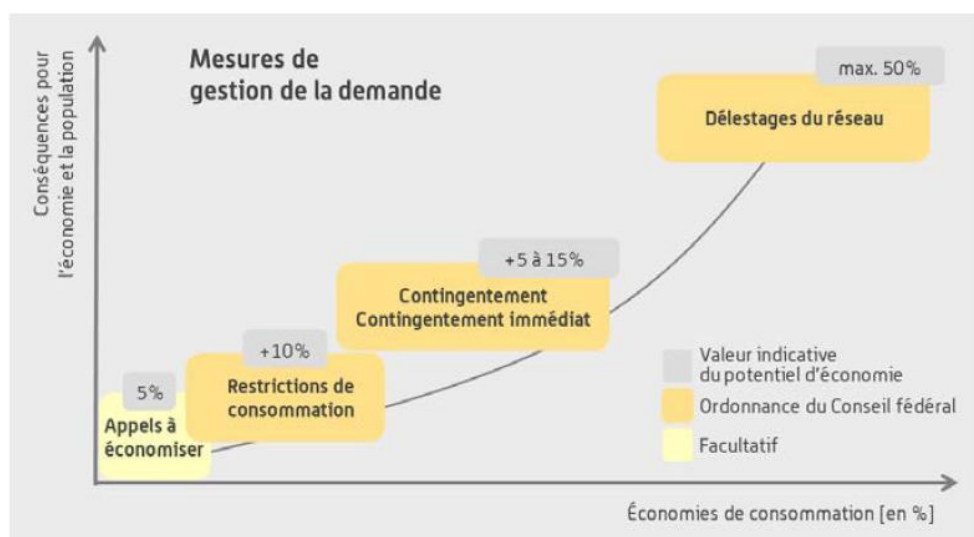 Mesures de
gestion de la demande
Conséquences pour
l'économie et la population
max. 50%
Délestages du réseau
+5 à 15%
Contingentement
Contingentement immédiat
+10%
Restrictions de
consommation
5%
Appels à
économiser
Valeur indicative
du potentiel d'économie
Ordonnance du Conseil fédéral
Facultatif
Économies de consommation [en %]